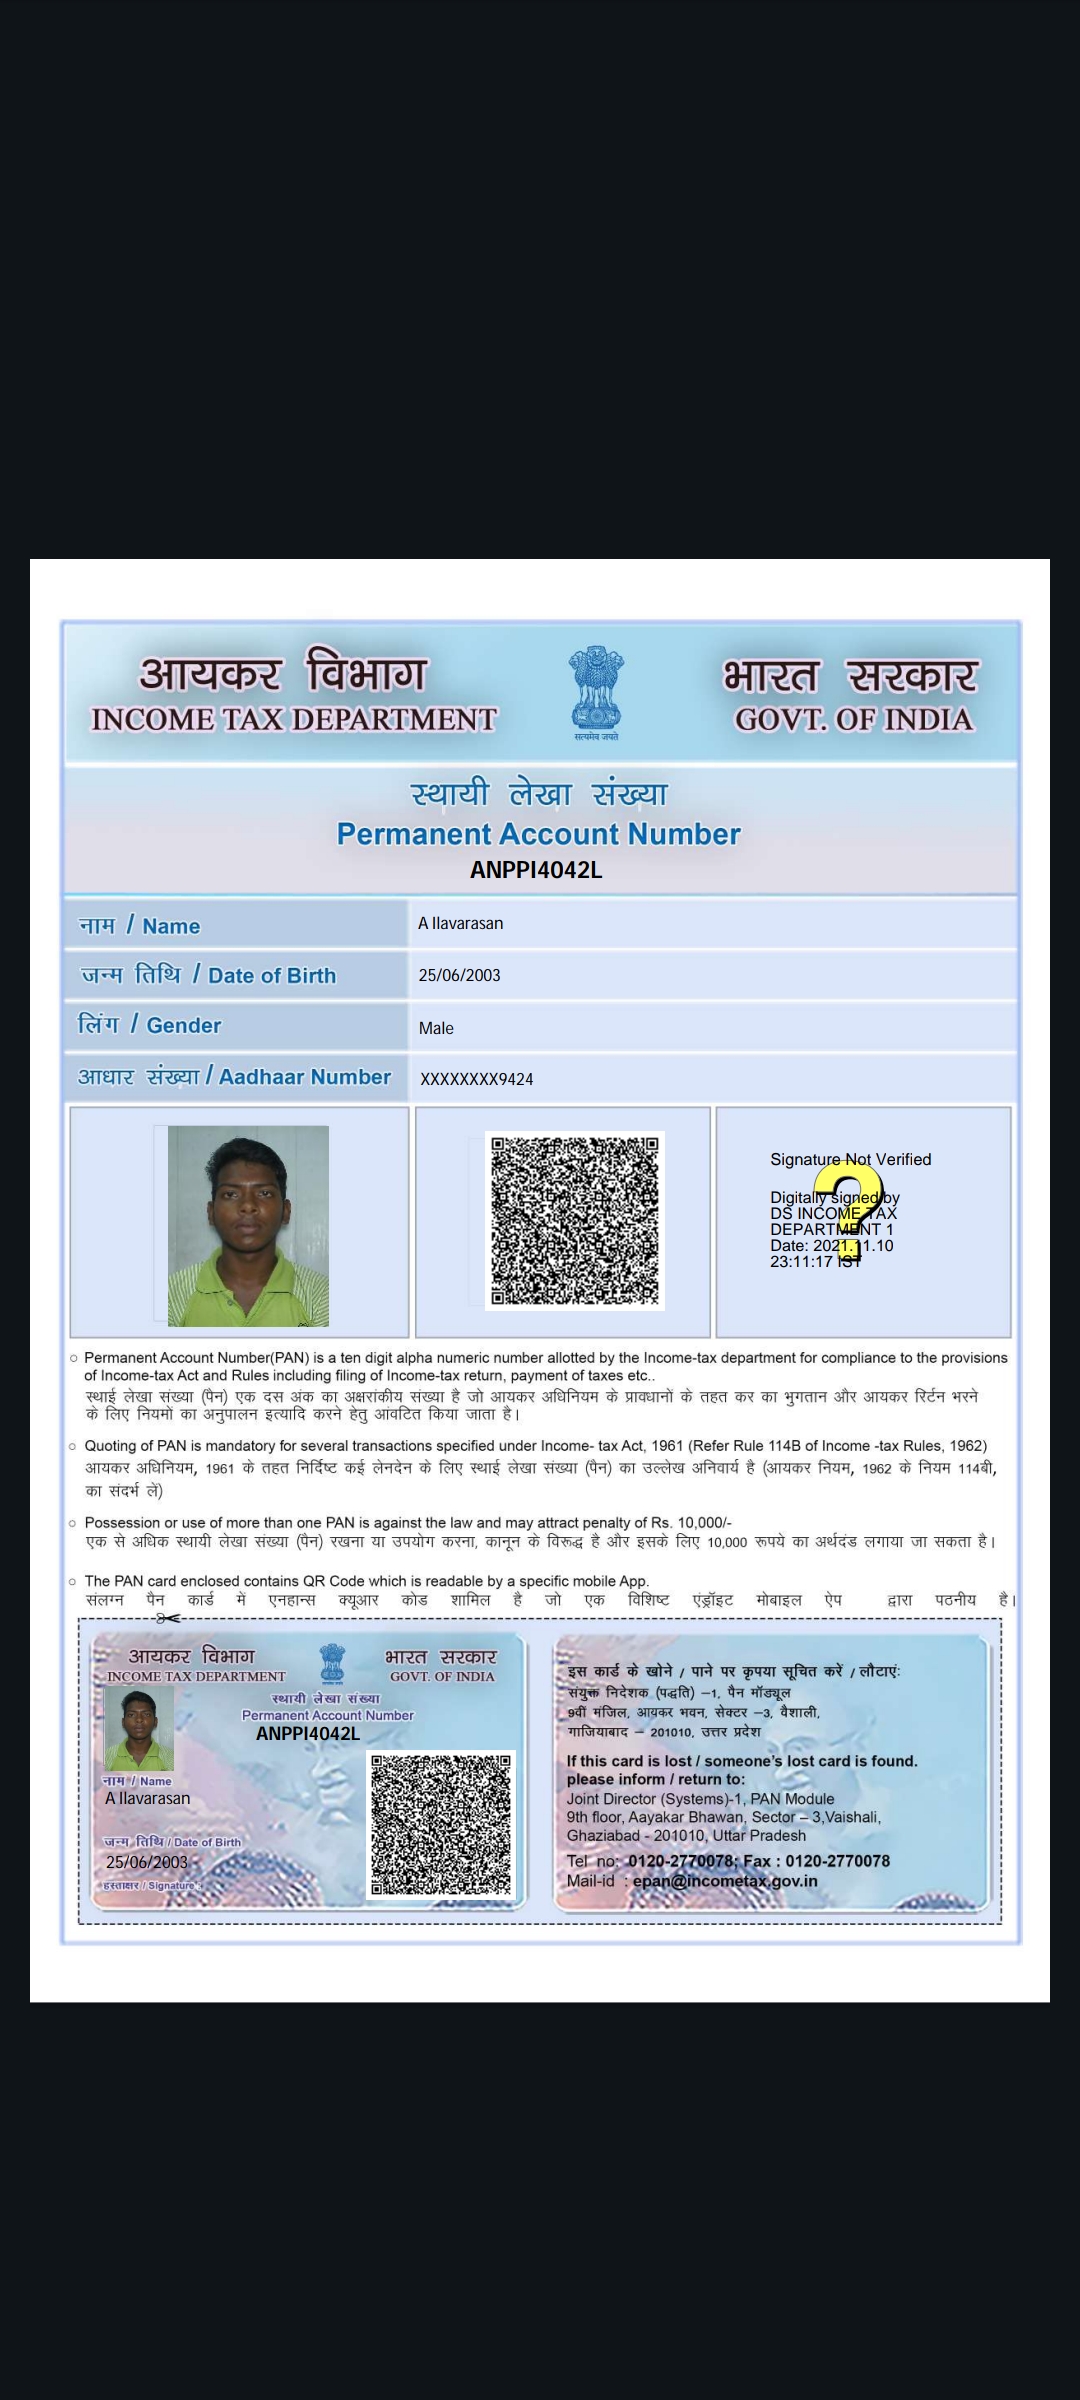 आयकर विभाग
INCOME TAX DEPARTMENT
सत्यमेव जयते
भारत सरकार
GOVT. OF INDIA
स्थायी लेखा संख्या
Permanent Account Number
ANPPI4042L
नाम / Name
A Ilavarasan
जन्म तिथि / Date of Birth
25/06/2003
लिंग / Gender
Male
आधार संख्या / Aadhaar Number
XXXXXXXX9424
Signature Not Verified
Digitally signed by
DS INCOME TAX
DEPARTMENT 1
Date: 2021.11.10
23:11:17 IST
○ Permanent Account Number(PAN) is a ten digit alpha numeric number allotted by the Income-tax department for compliance to the provisions
of Income-tax Act and Rules including filing of Income-tax return, payment of taxes etc..
स्थाई लेखा संख्या (पैन) एक दस अंक का अक्षरांकीय संख्या है जो आयकर अधिनियम के प्रावधानों के तहत कर का भुगतान और आयकर रिर्टन भरने
के लिए नियमों का अनुपालन इत्यादि करने हेतु आंवटित किया जाता है।
○ Quoting of PAN is mandatory for several transactions specified under Income- tax Act, 1961 (Refer Rule 114B of Income -tax Rules, 1962)
आयकर अधिनियम, 1961 के तहत निर्दिष्ट कई लेनदेन के लिए स्थाई लेखा संख्या (पैन) का उल्लेख अनिवार्य है (आयकर नियम, 1962 के नियम 114बी,
का संदर्भ लें)
○ Possession or use of more than one PAN is against the law and may attract penalty of Rs. 10,000/-
एक से अधिक स्थायी लेखा संख्या (पैन) रखना या उपयोग करना, कानून के विरूद्ध है और इसके लिए 10,000 रूपये का अर्थदंड लगाया जा सकता है।
○ The PAN card enclosed contains QR Code which is readable by a specific mobile App.
संलग्न पैन कार्ड में एनहान्स क्यूआर कोड शामिल है जो एक विशिष्ट एंड्रॉइट मोबाइल ऐप द्वारा पठनीय है।
आयकर विभाग
INCOME TAX DEPARTMENT
भारत सरकार
GOVT. OF INDIA
स्थायी लेखा संख्या
Permanent Account Number
ANPPI4042L
नाम / Name
A Ilavarasan
जन्म तिथि / Date of Birth
25/06/2003
हस्ताक्षर / Signature :-
इस कार्ड के खोने / पाने पर कृपया सूचित करें / लौटाएं:
संयुक्त निदेशक (पद्धति) –1, पैन मॉड्यूल
9वीं मंजिल, आयकर भवन, सेक्टर –3, वैशाली,
गाजियाबाद – 201010, उत्तर प्रदेश
If this card is lost / someone's lost card is found.
please inform / return to:
Joint Director (Systems)-1, PAN Module
9th floor, Aayakar Bhawan, Sector – 3,Vaishali,
Ghaziabad - 201010, Uttar Pradesh
Tel no: 0120-2770078; Fax : 0120-2770078
Mail-id : epan@incometax.gov.in